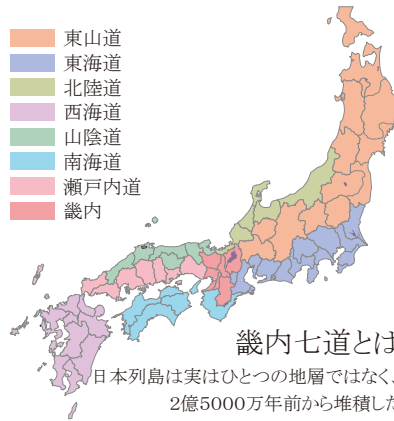 東山道
東海道
北陸道
西海道
山陰道
南海道
瀬戸内道
畿内
畿内七道とは
日本列島は実はひとつの地層ではなく、
2億5000万年前から堆積した